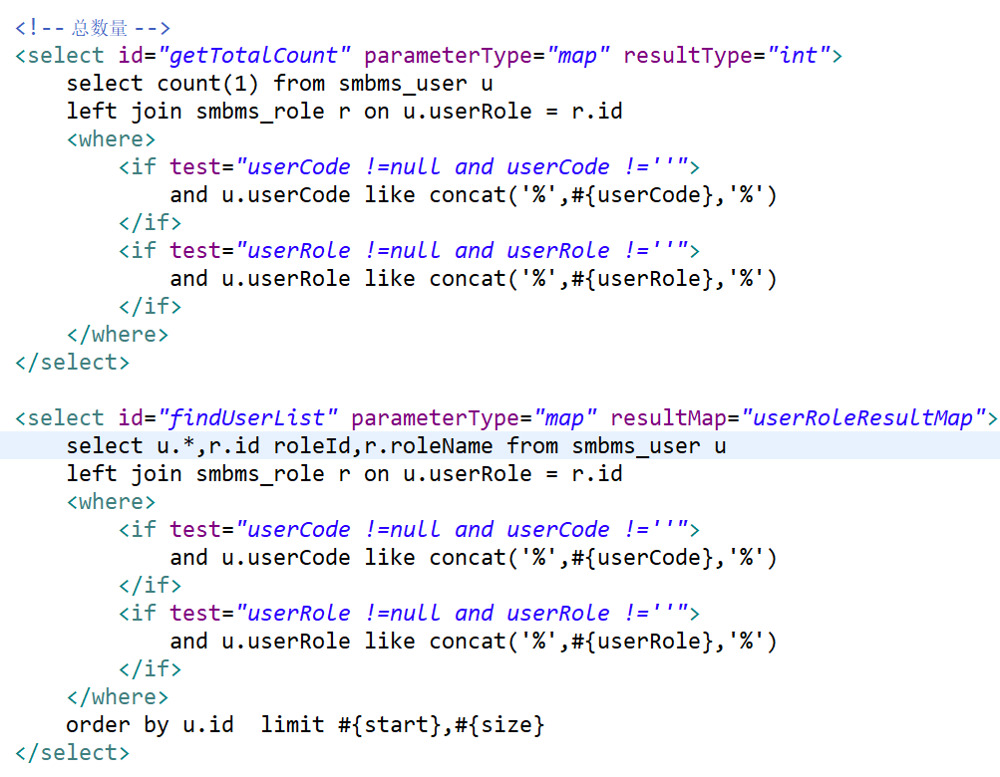 <!-- 总数量 -->
<select id="getTotalCount" parameterType="map" resultType="int">
    select count(1) from smbms_user u
    left join smbms_role r on u.userRole = r.id
    <where>
        <if test="userCode !=null and userCode !=''">
            and u.userCode like concat('%',#{userCode},'%')
        </if>
        <if test="userRole !=null and userRole !=''">
            and u.userRole like concat('%',#{userRole},'%')
        </if>
    </where>
</select>

<select id="findUserList" parameterType="map" resultMap="userRoleResultMap">
    select u.*,r.id roleId,r.roleName from smbms_user u
    left join smbms_role r on u.userRole = r.id
    <where>
        <if test="userCode !=null and userCode !=''">
            and u.userCode like concat('%',#{userCode},'%')
        </if>
        <if test="userRole !=null and userRole !=''">
            and u.userRole like concat('%',#{userRole},'%')
        </if>
    </where>
    order by u.id  limit #{start},#{size}
</select>